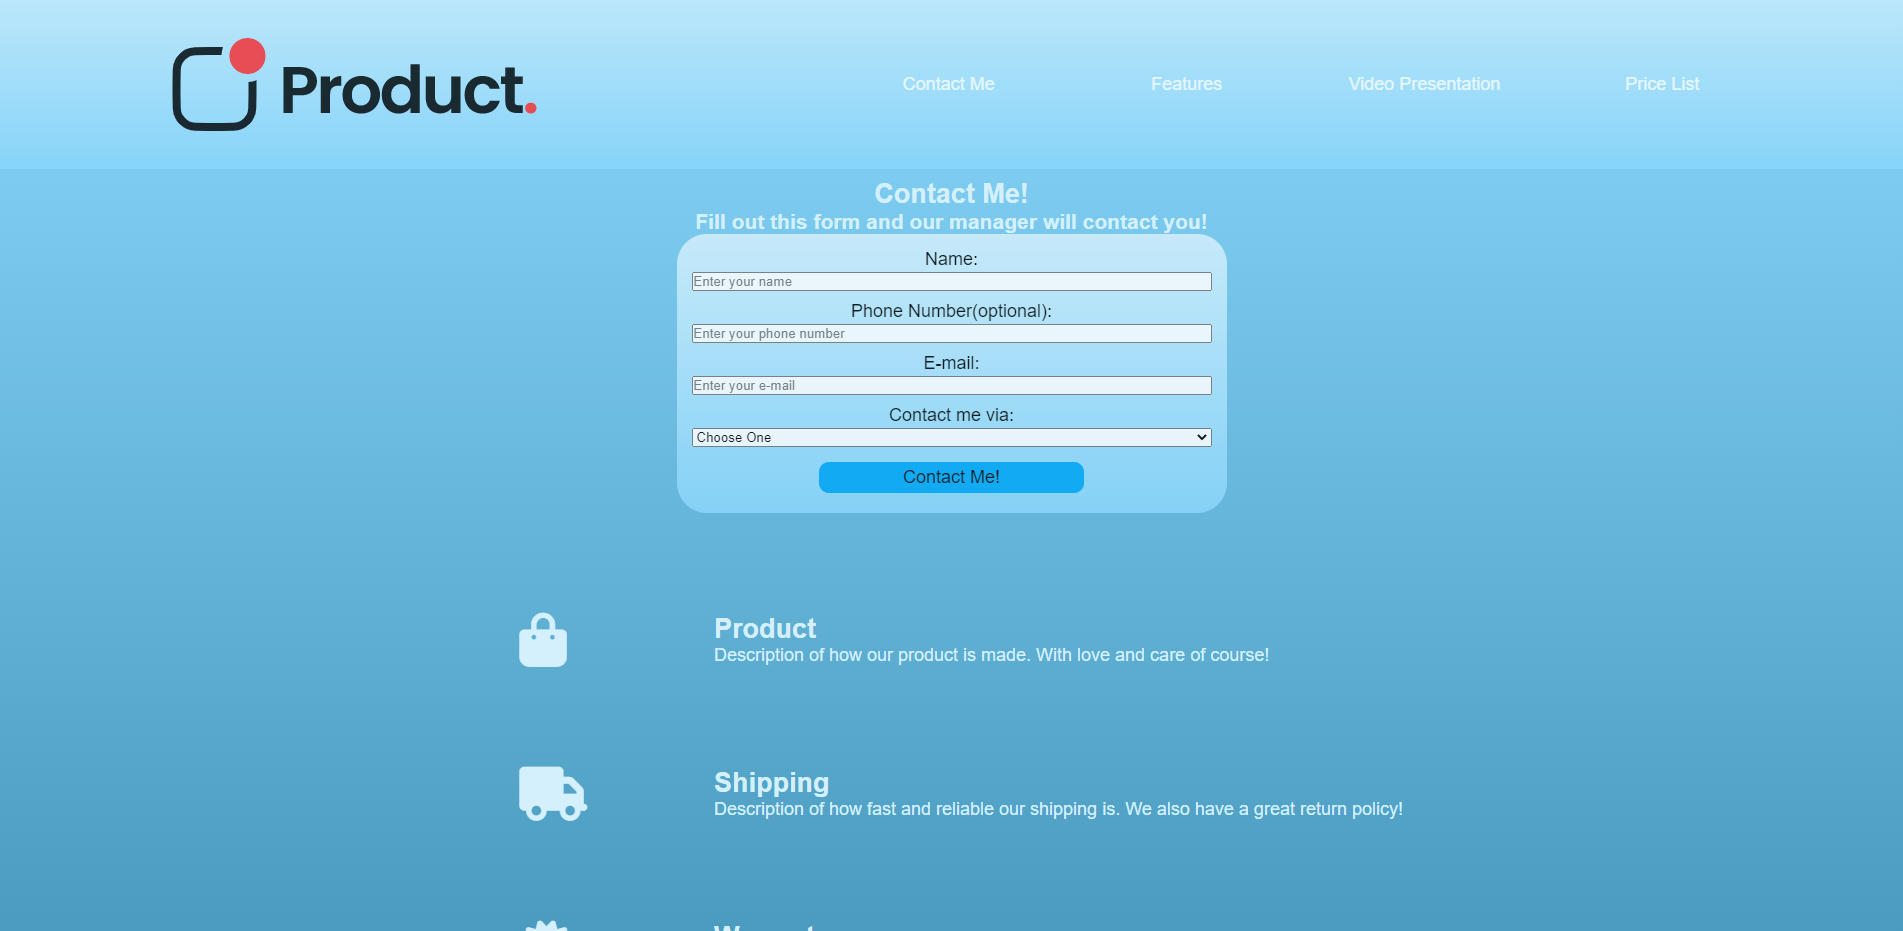 Product.
Contact Me
Features
Video Presentation
Price List
Contact Me!
Fill out this form and our manager will contact you!
Name:
Enter your name
Phone Number(optional):
Enter your phone number
E-mail:
Enter your e-mail
Contact me via:
Choose One
Contact Me!
Product
Description of how our product is made. With love and care of course!
Shipping
Description of how fast and reliable our shipping is. We also have a great return policy!